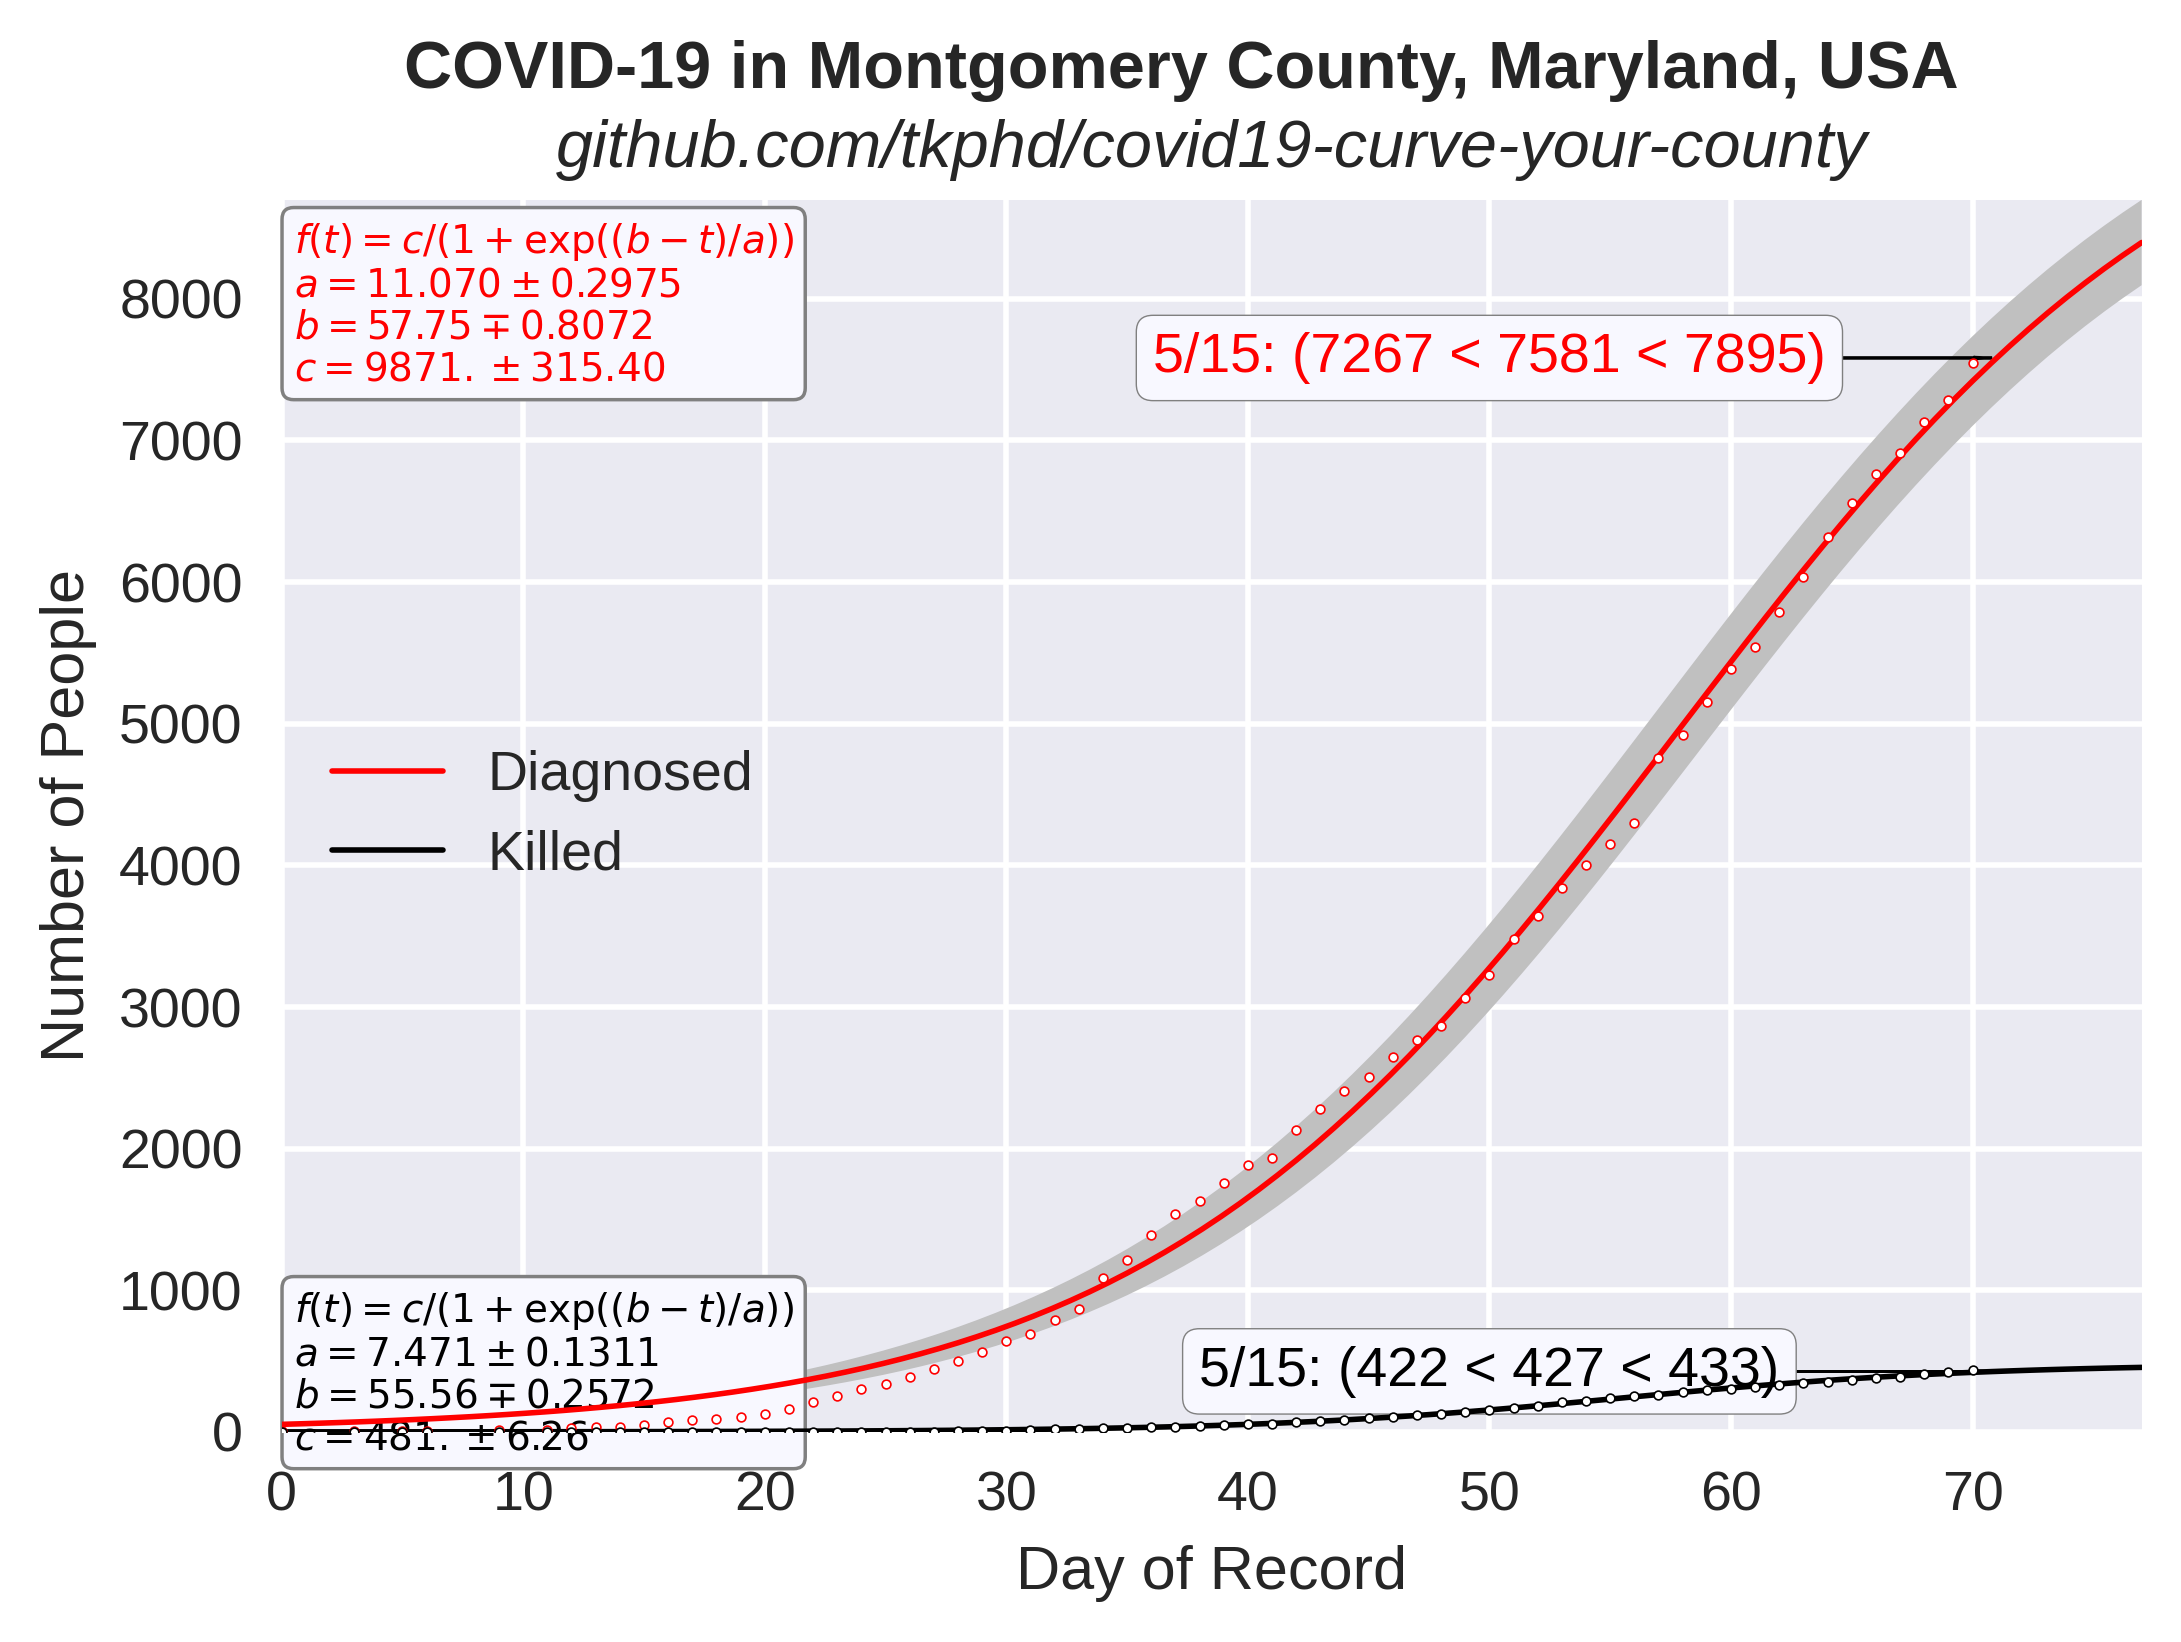 COVID-19 in Montgomery County, Maryland, USA
github.com/tkphd/covid19-curve-your-county
f(t) = c/(1 + exp((b − t)/a))
a = 11.070 ± 0.2975
b = 57.75 ∓ 0.8072
c = 9871. ± 315.40
5/15: (7267 < 7581 < 7895)
8000
7000
6000
5000
4000
3000
2000
1000
0
Number of People
Diagnosed
Killed
f(t) = c/(1 + exp((b − t)/a))
a = 7.471 ± 0.1311
b = 55.56 ∓ 0.2572
c = 481. ± 6.26
5/15: (422 < 427 < 433)
0 10 20 30 40 50 60 70
Day of Record